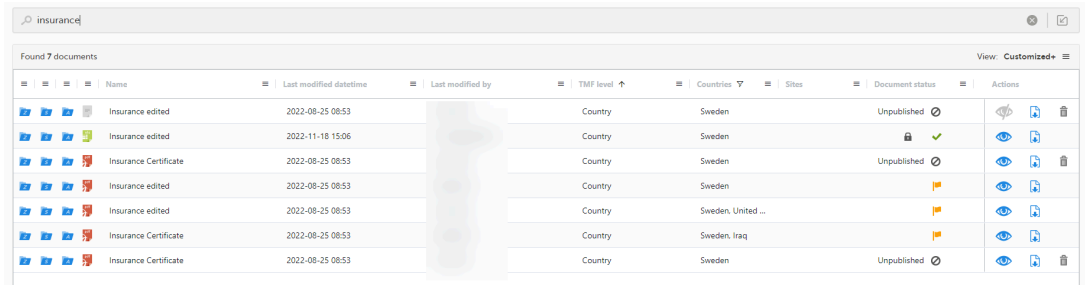 insurance
Found 7 documents View: Customized+
Name Last modified datetime Last modified by TMF level Countries Sites Document status Actions
Insurance edited 2022-08-25 08:53 Country Sweden Unpublished
Insurance edited 2022-11-18 15:06 Country Sweden
Insurance Certificate 2022-08-25 08:53 Country Sweden Unpublished
Insurance edited 2022-08-25 08:53 Country Sweden
Insurance edited 2022-08-25 08:53 Country Sweden, United ...
Insurance Certificate 2022-08-25 08:53 Country Sweden, Iraq
Insurance Certificate 2022-08-25 08:53 Country Sweden Unpublished